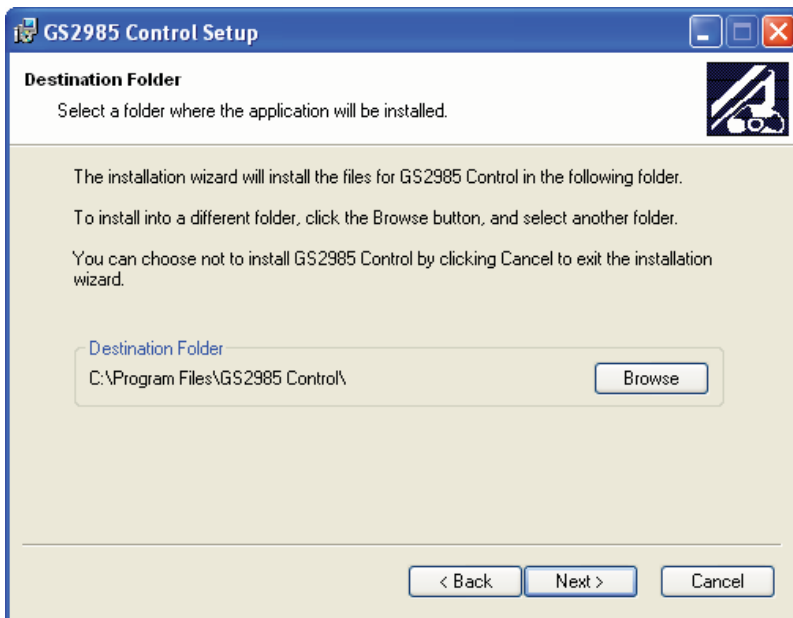 GS2985 Control Setup
Destination Folder
Select a folder where the application will be installed.
The installation wizard will install the files for GS2985 Control in the following folder.
To install into a different folder, click the Browse button, and select another folder.
You can choose not to install GS2985 Control by clicking Cancel to exit the installation
wizard.
Destination Folder
C:\Program Files\GS2985 Control\
Browse
< Back
Next >
Cancel